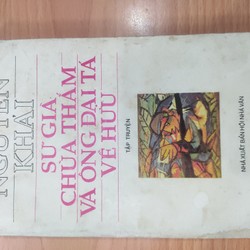 NGUYỄN
KHẢI
SƯ GIÀ
CHÙA THẮM
VÀ ÔNG ĐẠI TÁ
VỀ HƯU
TẬP TRUYỆN
NHÀ XUẤT BẢN HỘI NHÀ VĂN